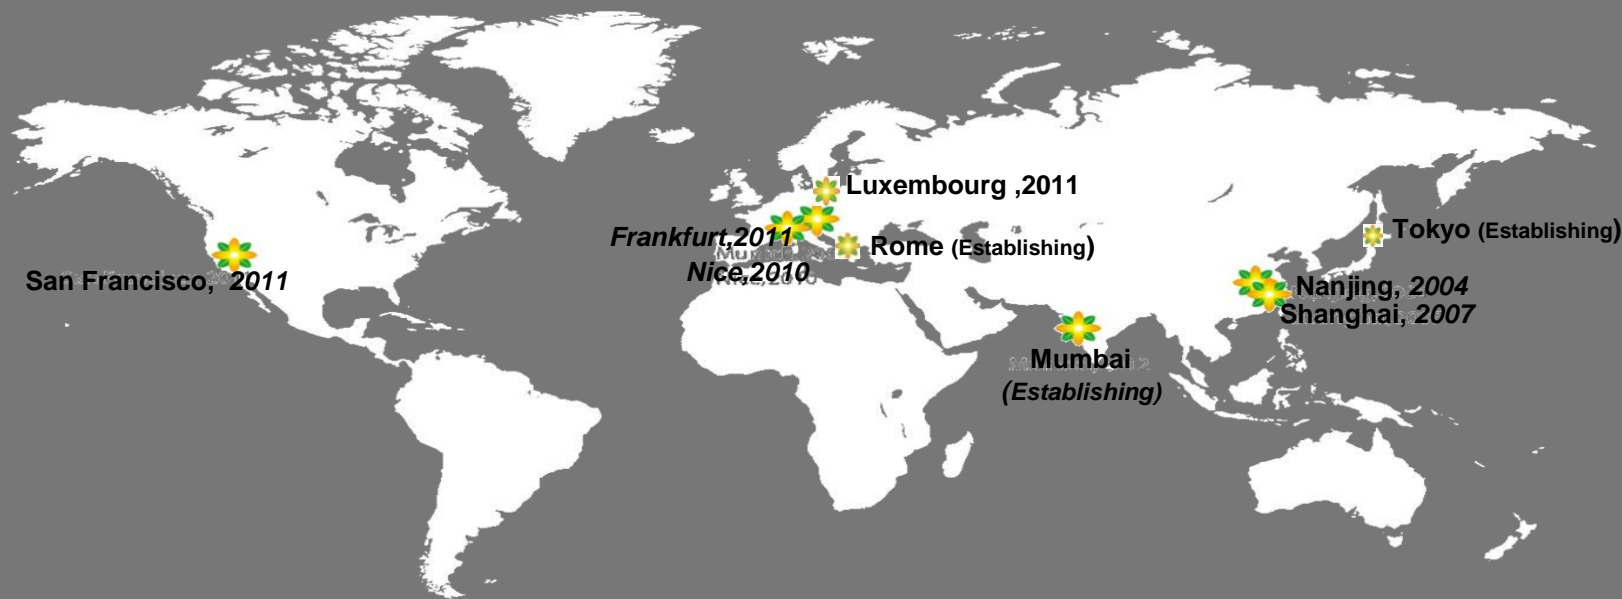 Luxembourg ,2011
Frankfurt,2011
Rome (Establishing)
Tokyo (Establishing)
Nice,2010
San Francisco, 2011
Nanjing, 2004
Shanghai, 2007
Mumbai
(Establishing)